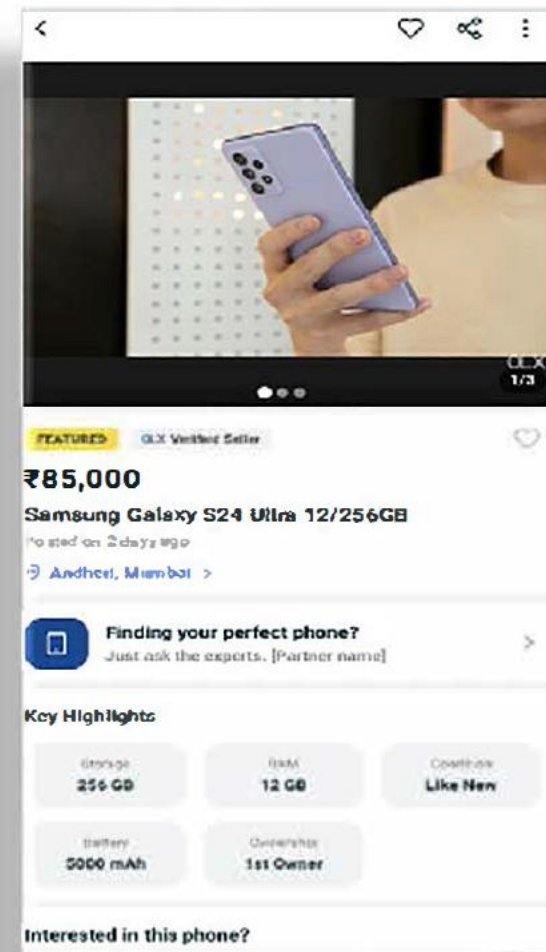 OLX
1/3
FEATURED OLX Verified Seller
₹85,000
Samsung Galaxy S24 Ultra 12/256GB
Posted on 2 days ago
Andheri, Mumbai >
Finding your perfect phone?
Just ask the experts. [Partner name]
Key Highlights
Storage RAM Condition
256 GB 12 GB Like New
Battery Ownership
5000 mAh 1st Owner
Interested in this phone?